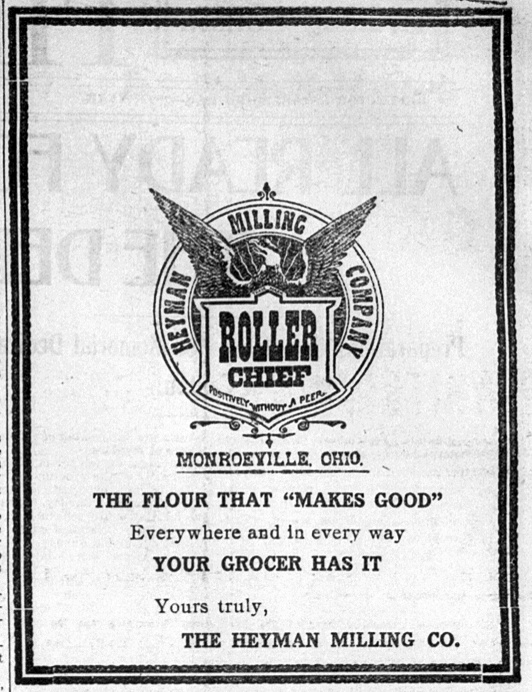 HEYMAN MILLING COMPANY
ROLLER
CHIEF
POSITIVELY WITHOUT A PEER.
MONROEVILLE, OHIO.
THE FLOUR THAT “MAKES GOOD”
Everywhere and in every way
YOUR GROCER HAS IT
Yours truly,
THE HEYMAN MILLING CO.